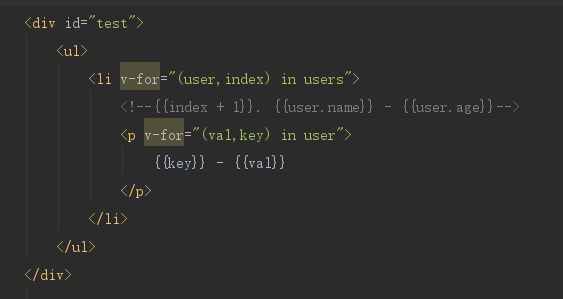 <div id="test">
<ul>
<li v-for="(user,index) in users">
<!--{{index + 1}}. {{user.name}} - {{user.age}}-->
<p v-for="(val,key) in user">
{{key}} - {{val}}
</p>
</li>
</ul>
</div>